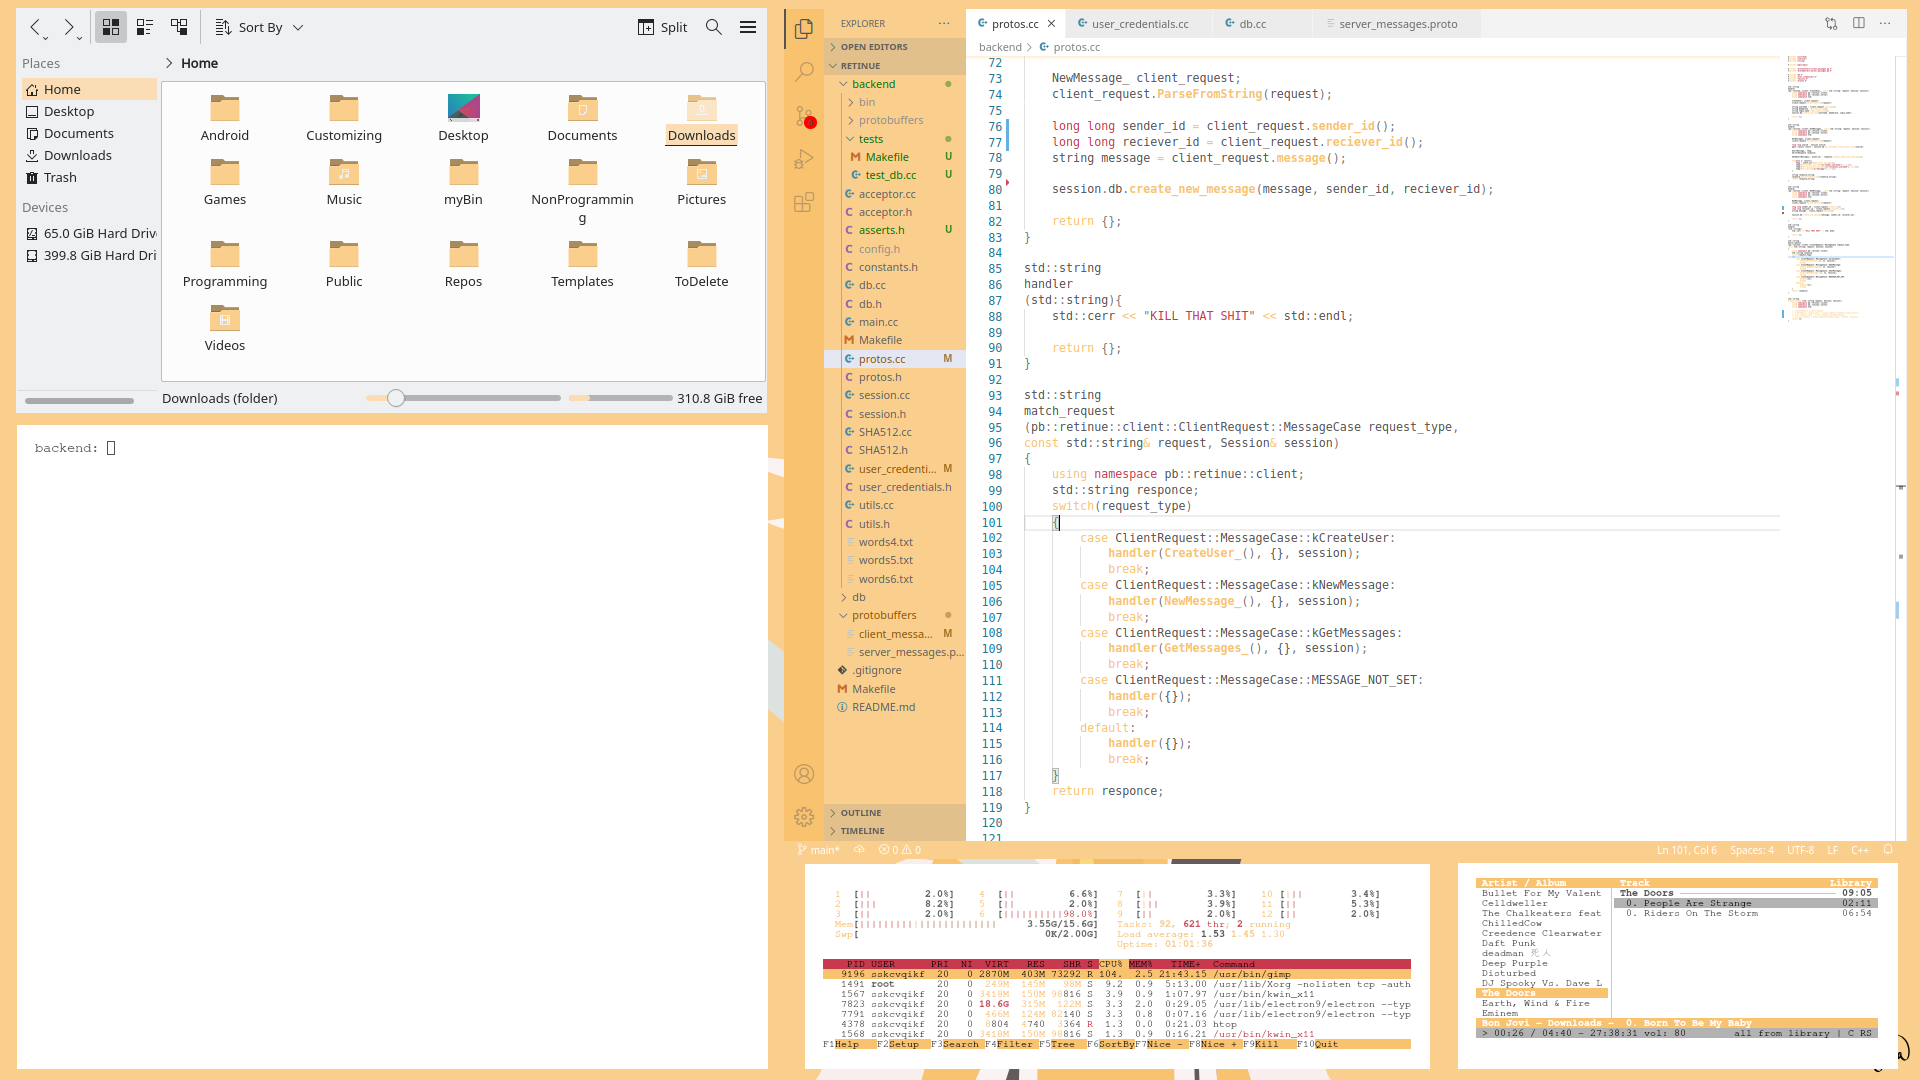 Sort By
Split
Places
Home
Desktop
Documents
Downloads
Trash
Devices
65.0 GiB Hard Driv
399.8 GiB Hard Dri
Home
Android Customizing Desktop Documents Downloads
Games Music myBin NonProgrammin
g Pictures
Programming Public Repos Templates ToDelete
Videos
Downloads (folder) 310.8 GiB free
backend:
EXPLORER ...
OPEN EDITORS
RETINUE
backend
bin
protobuffers
tests
Makefile U
test_db.cc U
acceptor.cc
acceptor.h
asserts.h U
config.h
constants.h
db.cc
db.h
main.cc
Makefile
protos.cc M
protos.h
session.cc
session.h
SHA512.cc
SHA512.h
user_credenti... M
user_credentials.h
utils.cc
utils.h
words4.txt
words5.txt
words6.txt
db
protobuffers
client_messa... M
server_messages.p...
.gitignore
Makefile
README.md
OUTLINE
TIMELINE
protos.cc user_credentials.cc db.cc server_messages.proto
backend > protos.cc
72
73 NewMessage_ client_request;
74 client_request.ParseFromString(request);
75
76 long long sender_id = client_request.sender_id();
77 long long reciever_id = client_request.reciever_id();
78 string message = client_request.message();
79
80 session.db.create_new_message(message, sender_id, reciever_id);
81
82 return {};
83 }
84
85 std::string
86 handler
87 (std::string){
88 std::cerr << "KILL THAT SHIT" << std::endl;
89
90 return {};
91 }
92
93 std::string
94 match_request
95 (pb::retinue::client::ClientRequest::MessageCase request_type,
96 const std::string& request, Session& session)
97 {
98 using namespace pb::retinue::client;
99 std::string responce;
100 switch(request_type)
101 {
102 case ClientRequest::MessageCase::kCreateUser:
103 handler(CreateUser_(), {}, session);
104 break;
105 case ClientRequest::MessageCase::kNewMessage:
106 handler(NewMessage_(), {}, session);
107 break;
108 case ClientRequest::MessageCase::kGetMessages:
109 handler(GetMessages_(), {}, session);
110 break;
111 case ClientRequest::MessageCase::MESSAGE_NOT_SET:
112 handler({});
113 break;
114 default:
115 handler({});
116 break;
117 }
118 return responce;
119 }
120
121
main* 0 0 Ln 101, Col 6 Spaces: 4 UTF-8 LF C++
1 [|| 2.0%] 4 [|| 6.6%] 7 [|| 3.3%] 10 [||| 3.4%]
2 [||| 8.2%] 5 [|| 2.0%] 8 [||| 3.9%] 11 [|| 5.3%]
3 [|| 2.0%] 6 [||||||||||98.0%] 9 [|| 2.0%] 12 [|| 2.0%]
Mem[|||||||||||||||||||||||| 3.55G/15.6G] Tasks: 92, 621 thr; 2 running
Swp[ 0K/2.00G] Load average: 1.53 1.45 1.30
Uptime: 01:01:36
PID USER PRI NI VIRT RES SHR S CPU% MEM% TIME+ Command
9196 sskcvqikf 20 0 2870M 403M 73292 R 104. 2.5 21:43.15 /usr/bin/gimp
1491 root 20 0 249M 145M 98M S 9.2 0.9 5:13.00 /usr/lib/Xorg -nolisten tcp -auth
1567 sskcvqikf 20 0 3418M 150M 98816 S 3.9 0.9 1:07.97 /usr/bin/kwin_x11
7823 sskcvqikf 20 0 18.6G 315M 122M S 3.3 2.0 0:29.05 /usr/lib/electron9/electron --typ
7791 sskcvqikf 20 0 466M 124M 82140 S 3.3 0.8 0:07.16 /usr/lib/electron9/electron --typ
4378 sskcvqikf 20 0 8804 4740 3364 R 1.3 0.0 0:21.03 htop
1568 sskcvqikf 20 0 3418M 150M 98816 S 1.3 0.9 0:16.21 /usr/bin/kwin_x11
F1Help F2Setup F3Search F4Filter F5Tree F6SortBy F7Nice - F8Nice + F9Kill F10Quit
Artist / Album Track Library
Bullet For My Valent The Doors 09:05
Celldweller 0. People Are Strange 02:11
The Chalkeaters feat 0. Riders On The Storm 06:54
ChilledCow
Creedence Clearwater
Daft Punk
deadman 死人
Deep Purple
Disturbed
DJ Spooky Vs. Dave L
The Doors
Earth, Wind & Fire
Eminem
Bon Jovi - Downloads - 0. Born To Be My Baby
> 00:26 / 04:40 - 27:38:31 vol: 80 all from library | C RS